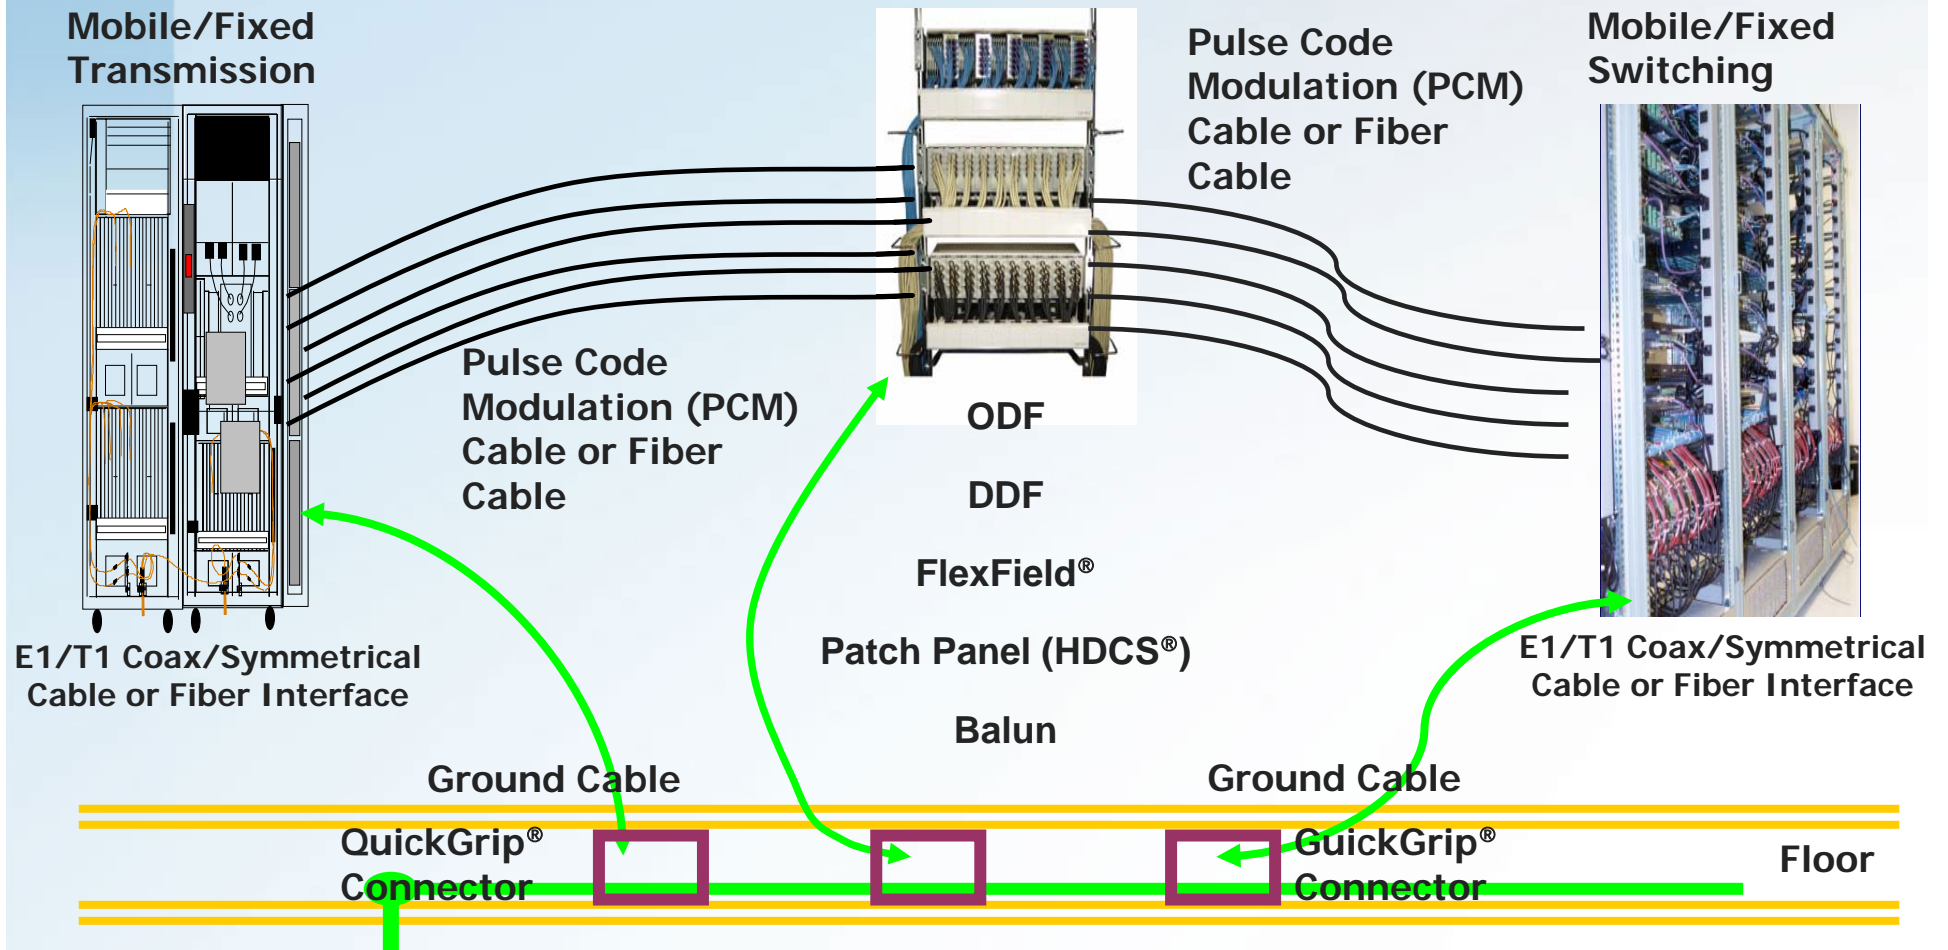 Mobile/Fixed
Transmission
Pulse Code
Modulation (PCM)
Cable or Fiber
Cable
Mobile/Fixed
Switching
Pulse Code
Modulation (PCM)
Cable or Fiber
Cable
ODF
DDF
FlexField®
Patch Panel (HDCS®)
Balun
E1/T1 Coax/Symmetrical
Cable or Fiber Interface
E1/T1 Coax/Symmetrical
Cable or Fiber Interface
Ground Cable
Ground Cable
QuickGrip®
Connector
GuickGrip®
Connector
Floor